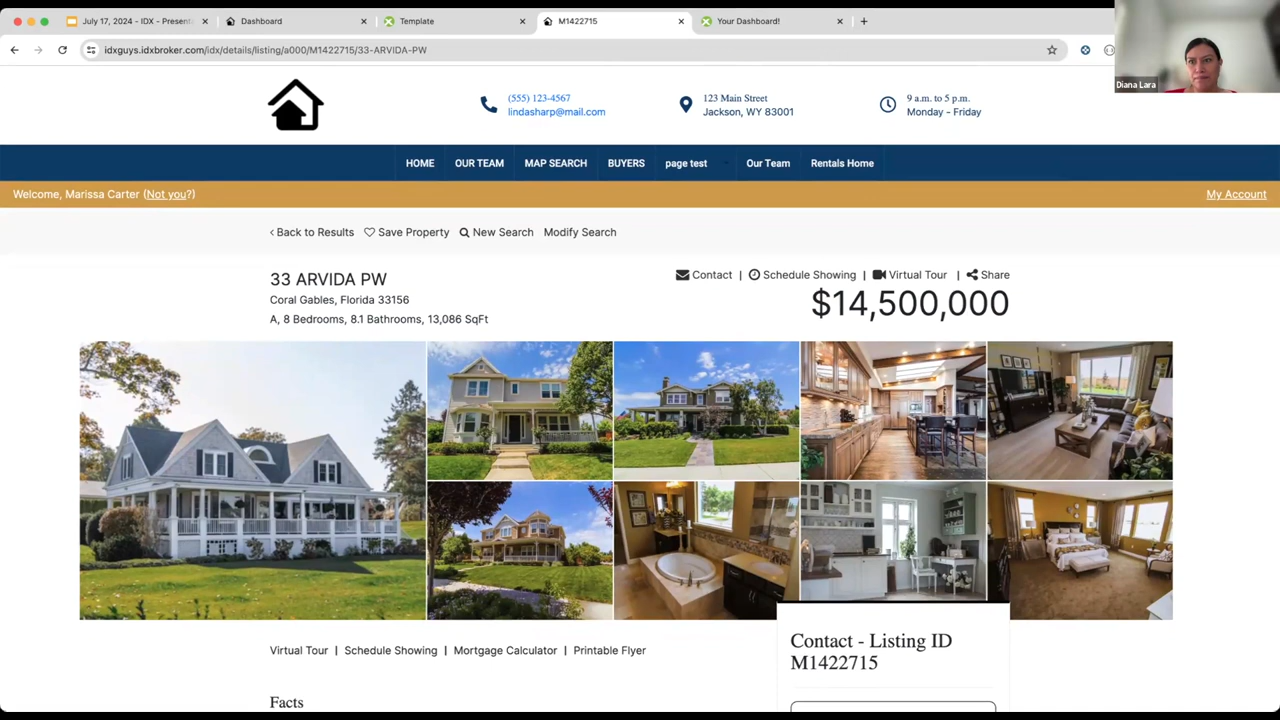 July 17, 2024 - IDX - Present
Dashboard
Template
M1422715
Your Dashboard!
idxguys.idxbroker.com/idx/details/listing/a000/M1422715/33-ARVIDA-PW
Diana Lara
(555) 123-4567
lindasharp@mail.com
123 Main Street
Jackson, WY 83001
9 a.m. to 5 p.m.
Monday - Friday
HOME
OUR TEAM
MAP SEARCH
BUYERS
page test
Our Team
Rentals Home
Welcome, Marissa Carter (Not you?)
My Account
Back to Results
Save Property
New Search
Modify Search
33 ARVIDA PW
Coral Gables, Florida 33156
A, 8 Bedrooms, 8.1 Bathrooms, 13,086 SqFt
Contact | Schedule Showing | Virtual Tour | Share
$14,500,000
Virtual Tour | Schedule Showing | Mortgage Calculator | Printable Flyer
Contact - Listing ID
M1422715
Facts